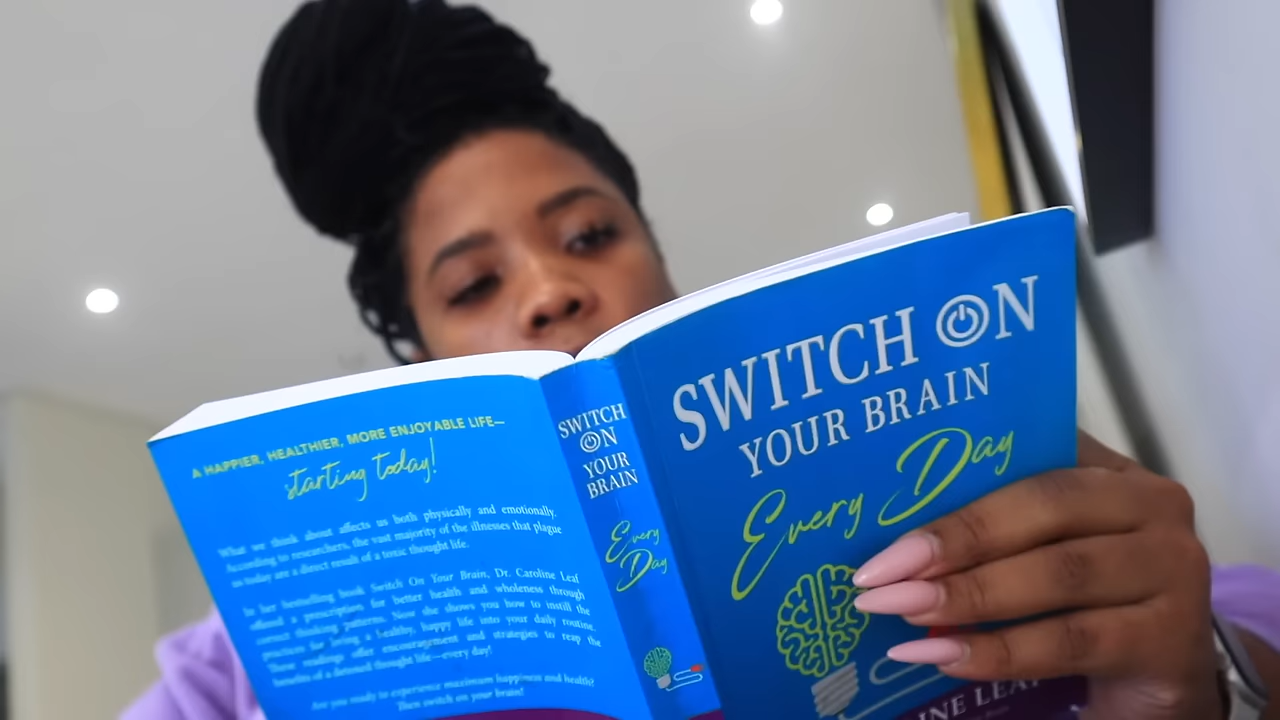 A HAPPIER, HEALTHIER, MORE ENJOYABLE LIFE—
starting today!
What we think about affects us both physically and emotionally.
According to researchers, the vast majority of the illnesses that plague
us today are a direct result of a toxic thought life.
In her bestselling book Switch On Your Brain, Dr. Caroline Leaf
offered a prescription for better health and wholeness through
correct thinking patterns. Now she shows you how to instill the
practices for living a healthy, happy life into your daily routine.
These readings offer encouragement and strategies to reap the
benefits of a detoxed thought life—every day!
Are you ready to experience maximum happiness and health?
Then switch on your brain!
SWITCH
ON
YOUR
BRAIN
Every
Day
SWITCH ON
YOUR BRAIN
Every Day
INE LEAF